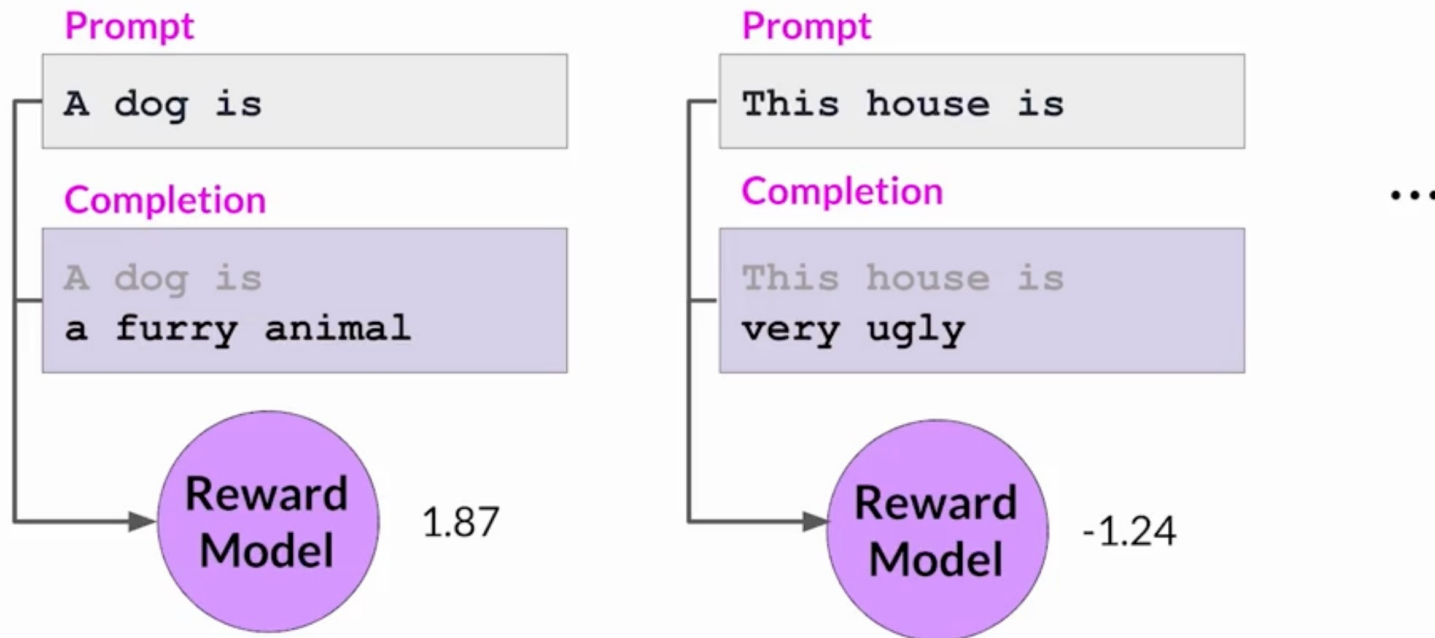 Prompt
A dog is
Completion
A dog is
a furry animal
Reward
Model
1.87
Prompt
This house is
Completion
This house is
very ugly
Reward
Model
-1.24
...